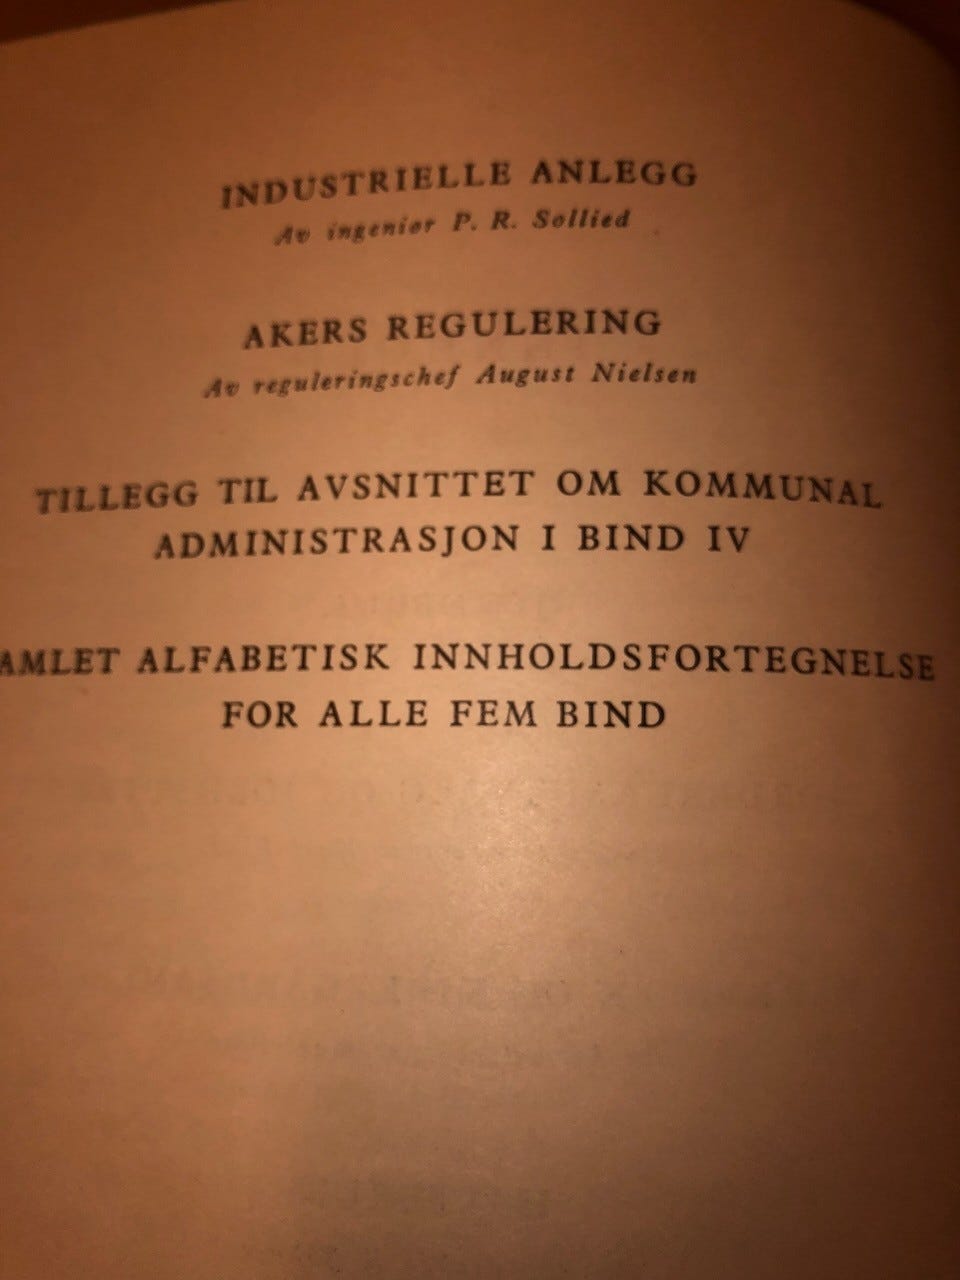 INDUSTRIELLE ANLEGG
Av ingeniør P. R. Sollied
AKERS REGULERING
Av reguleringschef August Nielsen
TILLEGG TIL AVSNITTET OM KOMMUNAL
ADMINISTRASJON I BIND IV
AMLET ALFABETISK INNHOLDSFORTEGNELSE
FOR ALLE FEM BIND